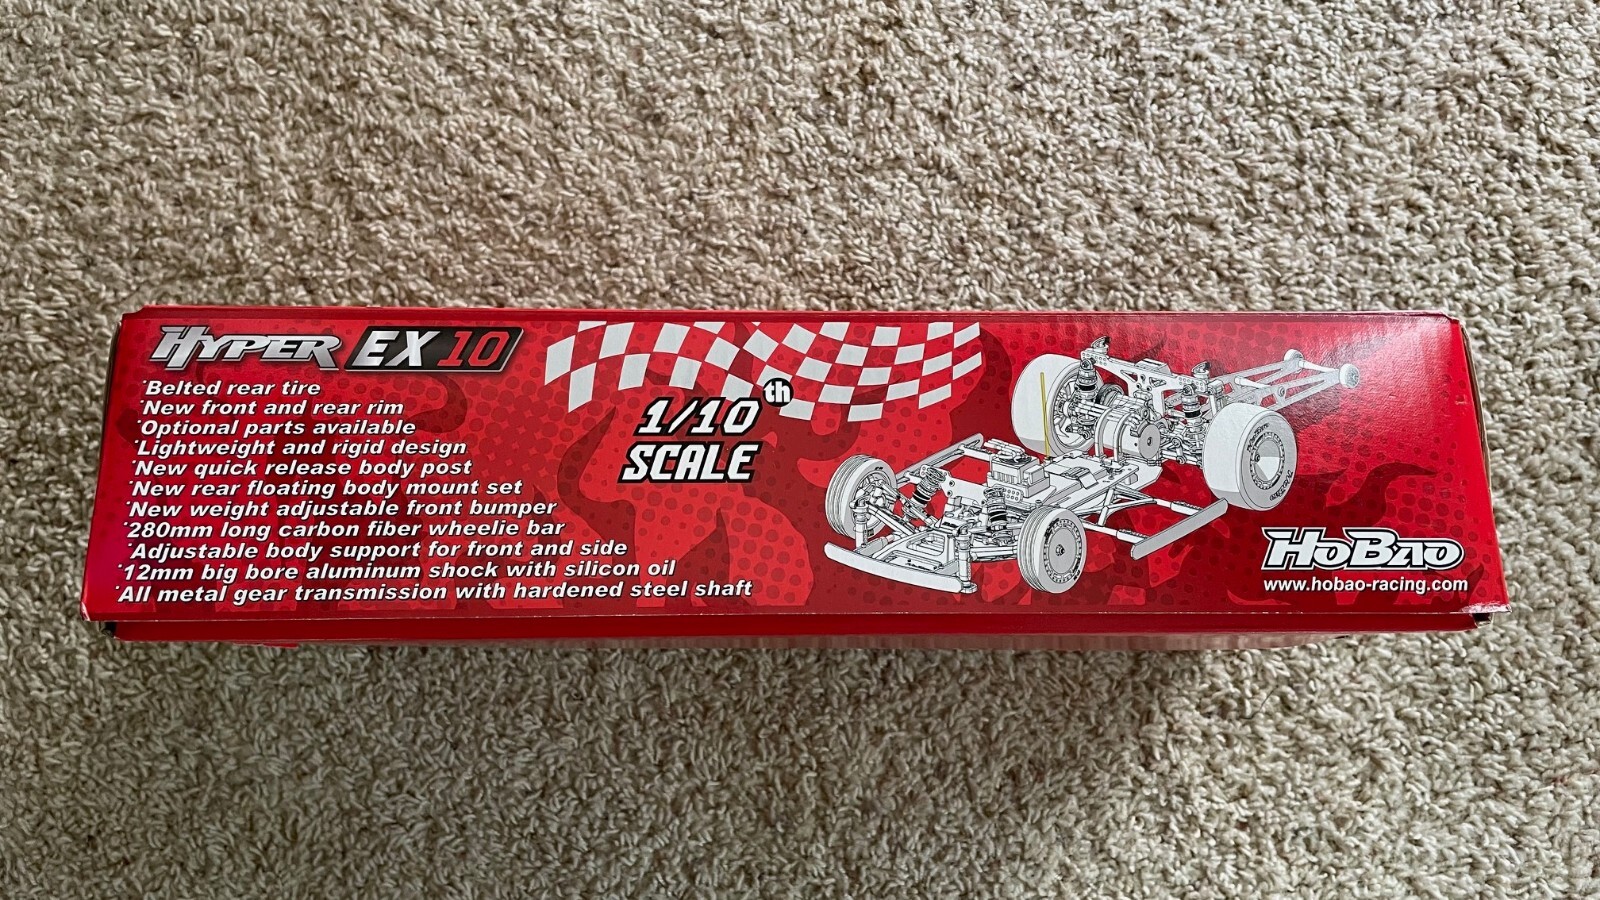 HYPER EX10
*Belted rear tire
*New front and rear rim
*Optional parts available
*Lightweight and rigid design
*New quick release body post
*New rear floating body mount set
*New weight adjustable front bumper
*280mm long carbon fiber wheelie bar
*Adjustable body support for front and side
*12mm big bore aluminum shock with silicon oil
*All metal gear transmission with hardened steel shaft
1/10th
SCALE
HOBAO
www.hobao-racing.com